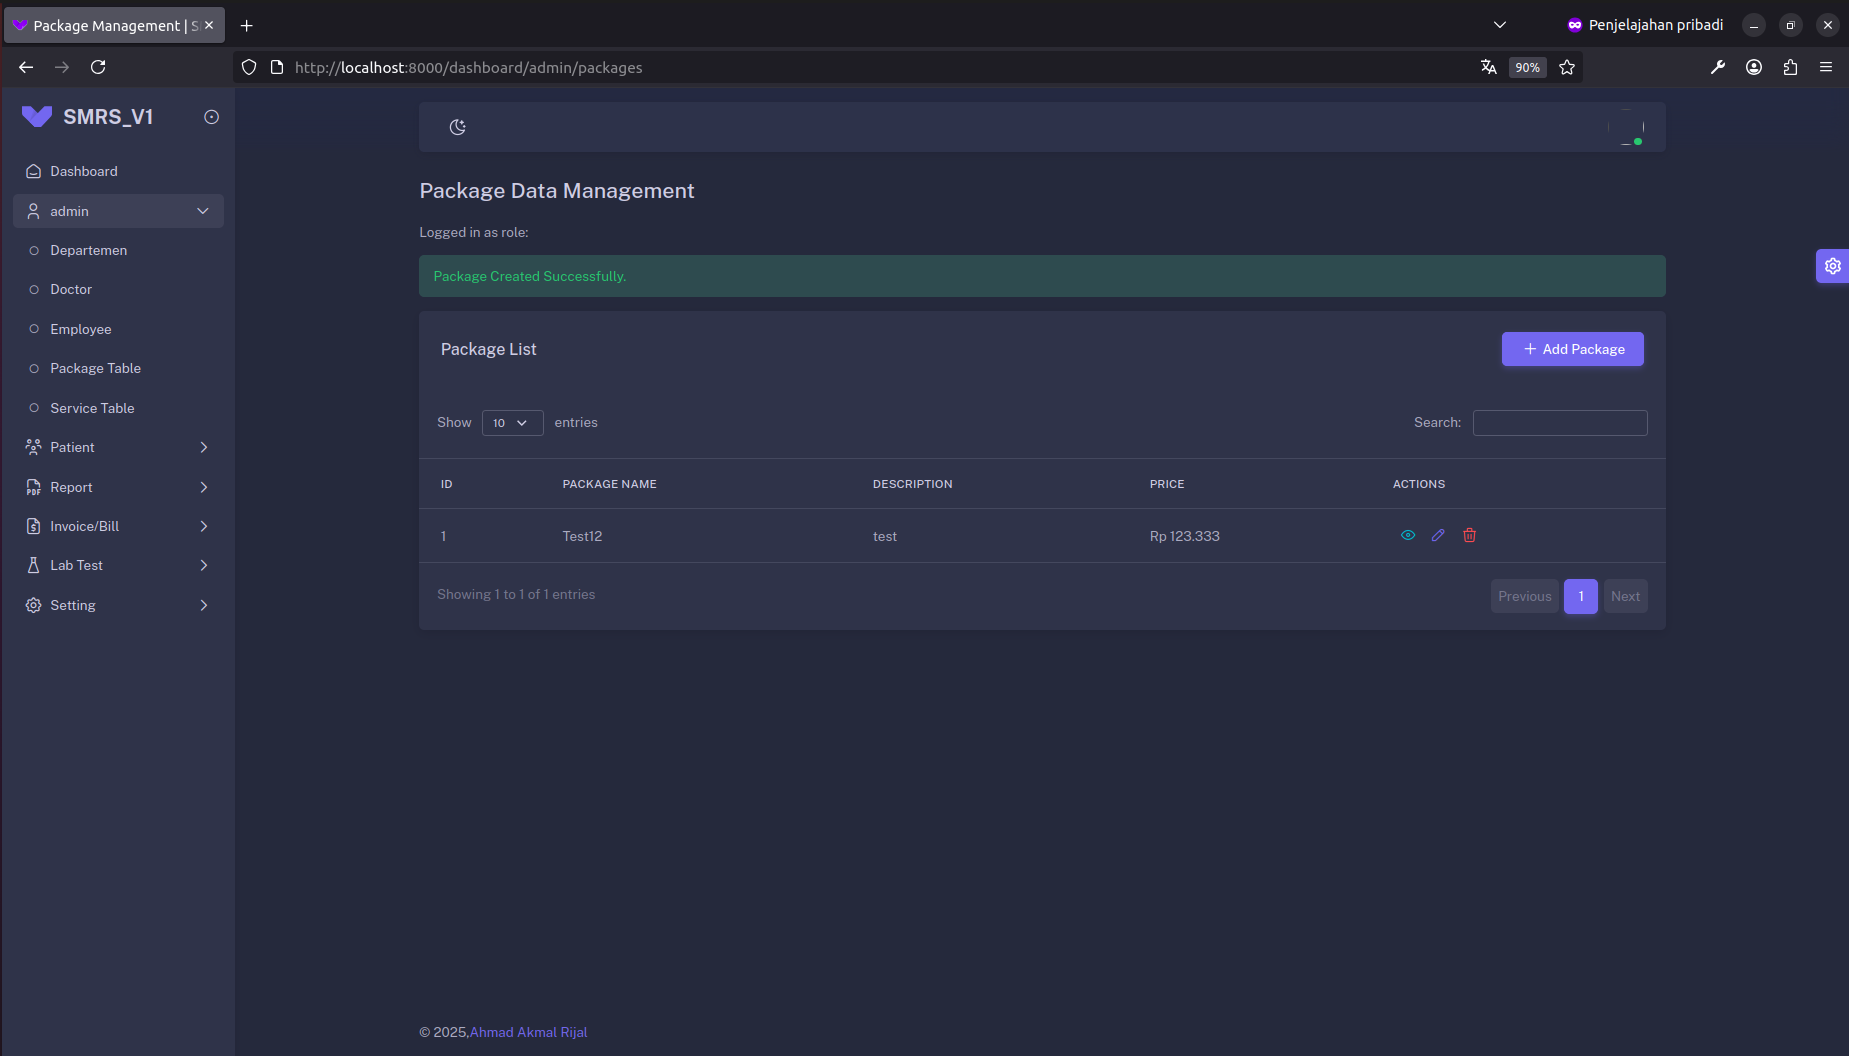 Package Management | S
Penjelajahan pribadi
http://localhost:8000/dashboard/admin/packages
90%
SMRS_V1
Dashboard
admin
Departemen
Doctor
Employee
Package Table
Service Table
Patient
Report
Invoice/Bill
Lab Test
Setting
Package Data Management
Logged in as role:
Package Created Successfully.
Package List
Add Package
Show 10 entries
Search:
ID PACKAGE NAME DESCRIPTION PRICE ACTIONS
1 Test12 test Rp 123.333
Showing 1 to 1 of 1 entries
Previous 1 Next
© 2025,Ahmad Akmal Rijal